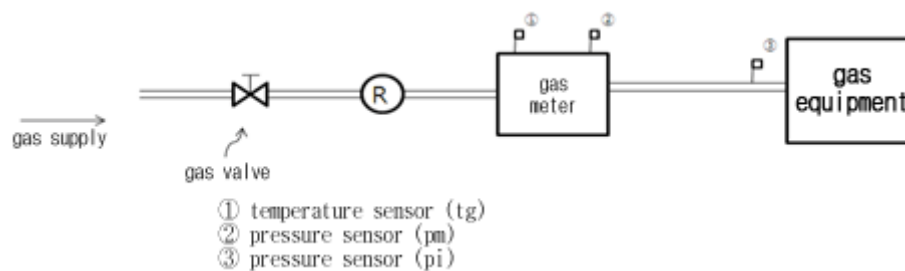 ① ②
③
R
gas
meter
gas
equipment
gas supply
gas valve
① temperature sensor (tg)
② pressure sensor (pm)
③ pressure sensor (pi)